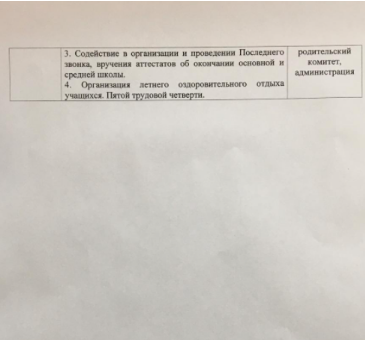 3. Содействие в организации и проведении Последнего
звонка, вручения аттестатов об окончании основной и
средней школы.
4. Организация летнего оздоровительного отдыха
учащихся. Пятой трудовой четверти.
родительский
комитет,
администрация